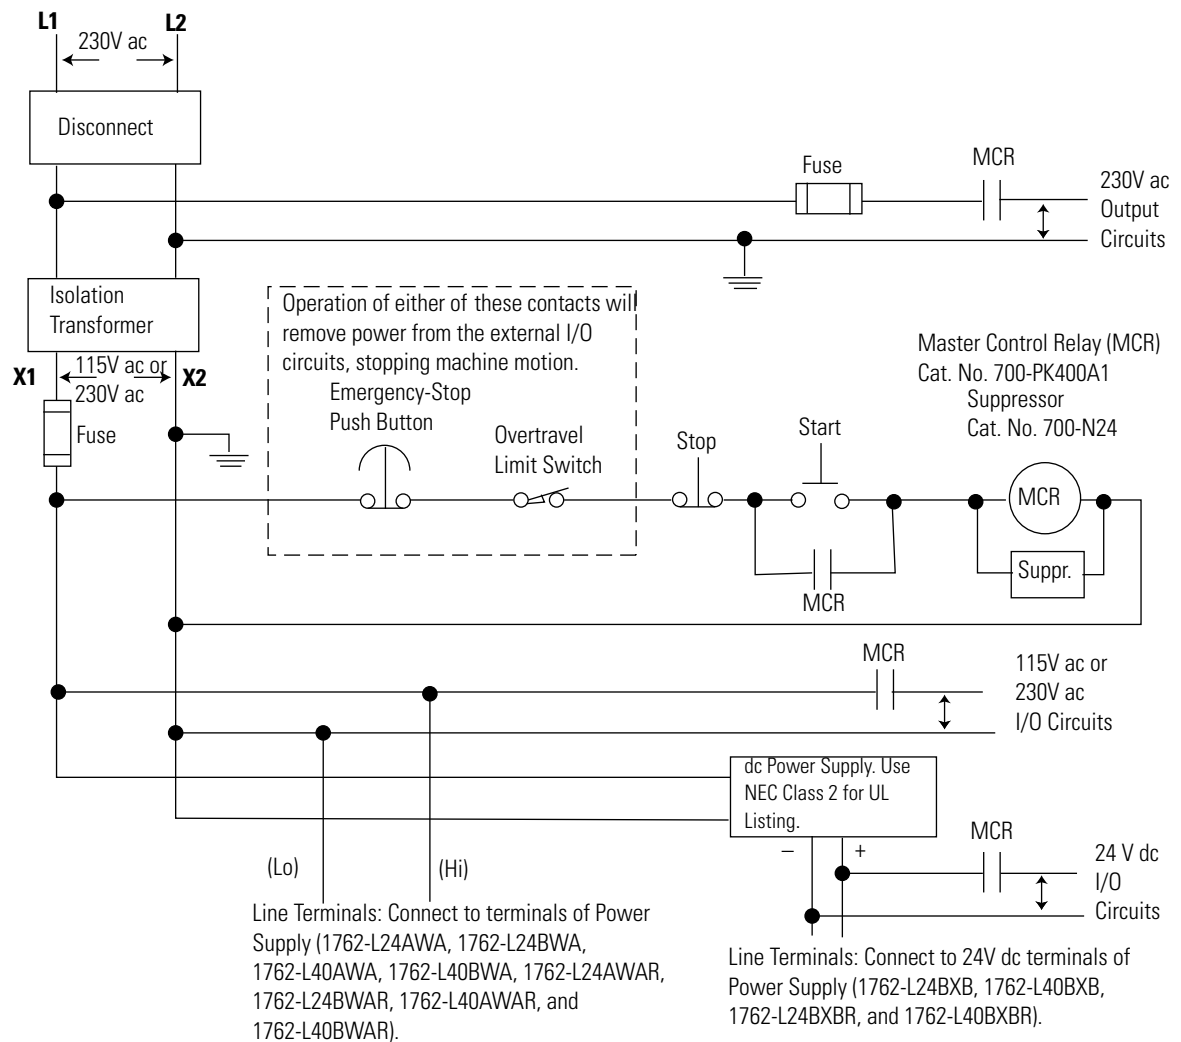 L1
L2
230V ac
Disconnect
Fuse
MCR
230V ac
Output
Circuits
Isolation
Transformer
X1
115V ac or
230V ac
X2
Fuse
Operation of either of these contacts will
remove power from the external I/O
circuits, stopping machine motion.
Emergency-Stop
Push Button
Overtravel
Limit Switch
Stop
Start
Master Control Relay (MCR)
Cat. No. 700-PK400A1
Suppressor
Cat. No. 700-N24
MCR
Suppr.
MCR
MCR
115V ac or
230V ac
I/O Circuits
dc Power Supply. Use
NEC Class 2 for UL
Listing.
– +
MCR
24 V dc
I/O
Circuits
(Lo)
(Hi)
Line Terminals: Connect to terminals of Power
Supply (1762-L24AWA, 1762-L24BWA,
1762-L40AWA, 1762-L40BWA, 1762-L24AWAR,
1762-L24BWAR, 1762-L40AWAR, and
1762-L40BWAR).
Line Terminals: Connect to 24V dc terminals of
Power Supply (1762-L24BXB, 1762-L40BXB,
1762-L24BXBR, and 1762-L40BXBR).